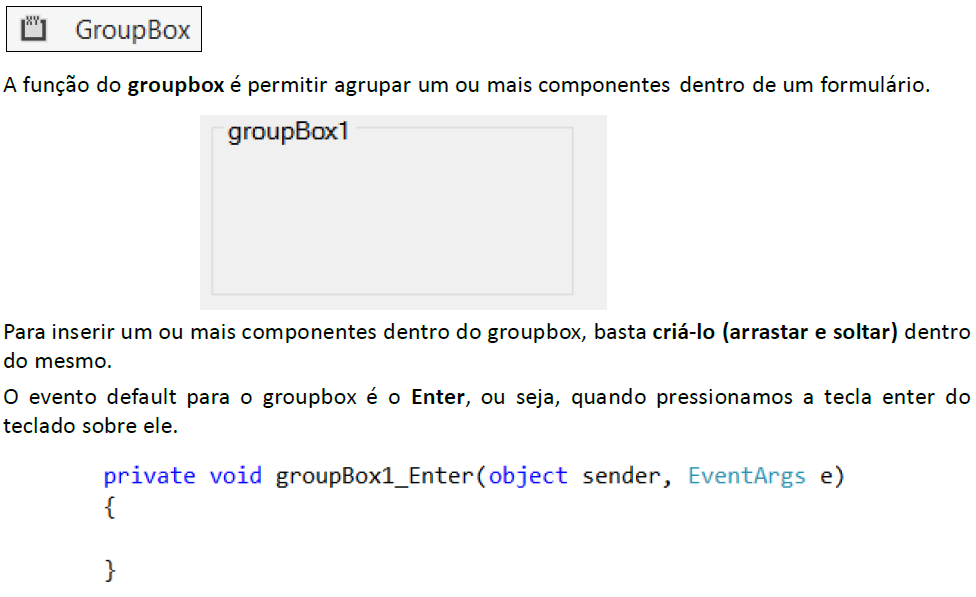 GroupBox
A função do groupbox é permitir agrupar um ou mais componentes dentro de um formulário.
groupBox1
Para inserir um ou mais componentes dentro do groupbox, basta criá-lo (arrastar e soltar) dentro
do mesmo.
O evento default para o groupbox é o Enter, ou seja, quando pressionamos a tecla enter do
teclado sobre ele.
private void groupBox1_Enter(object sender, EventArgs e)
{
}